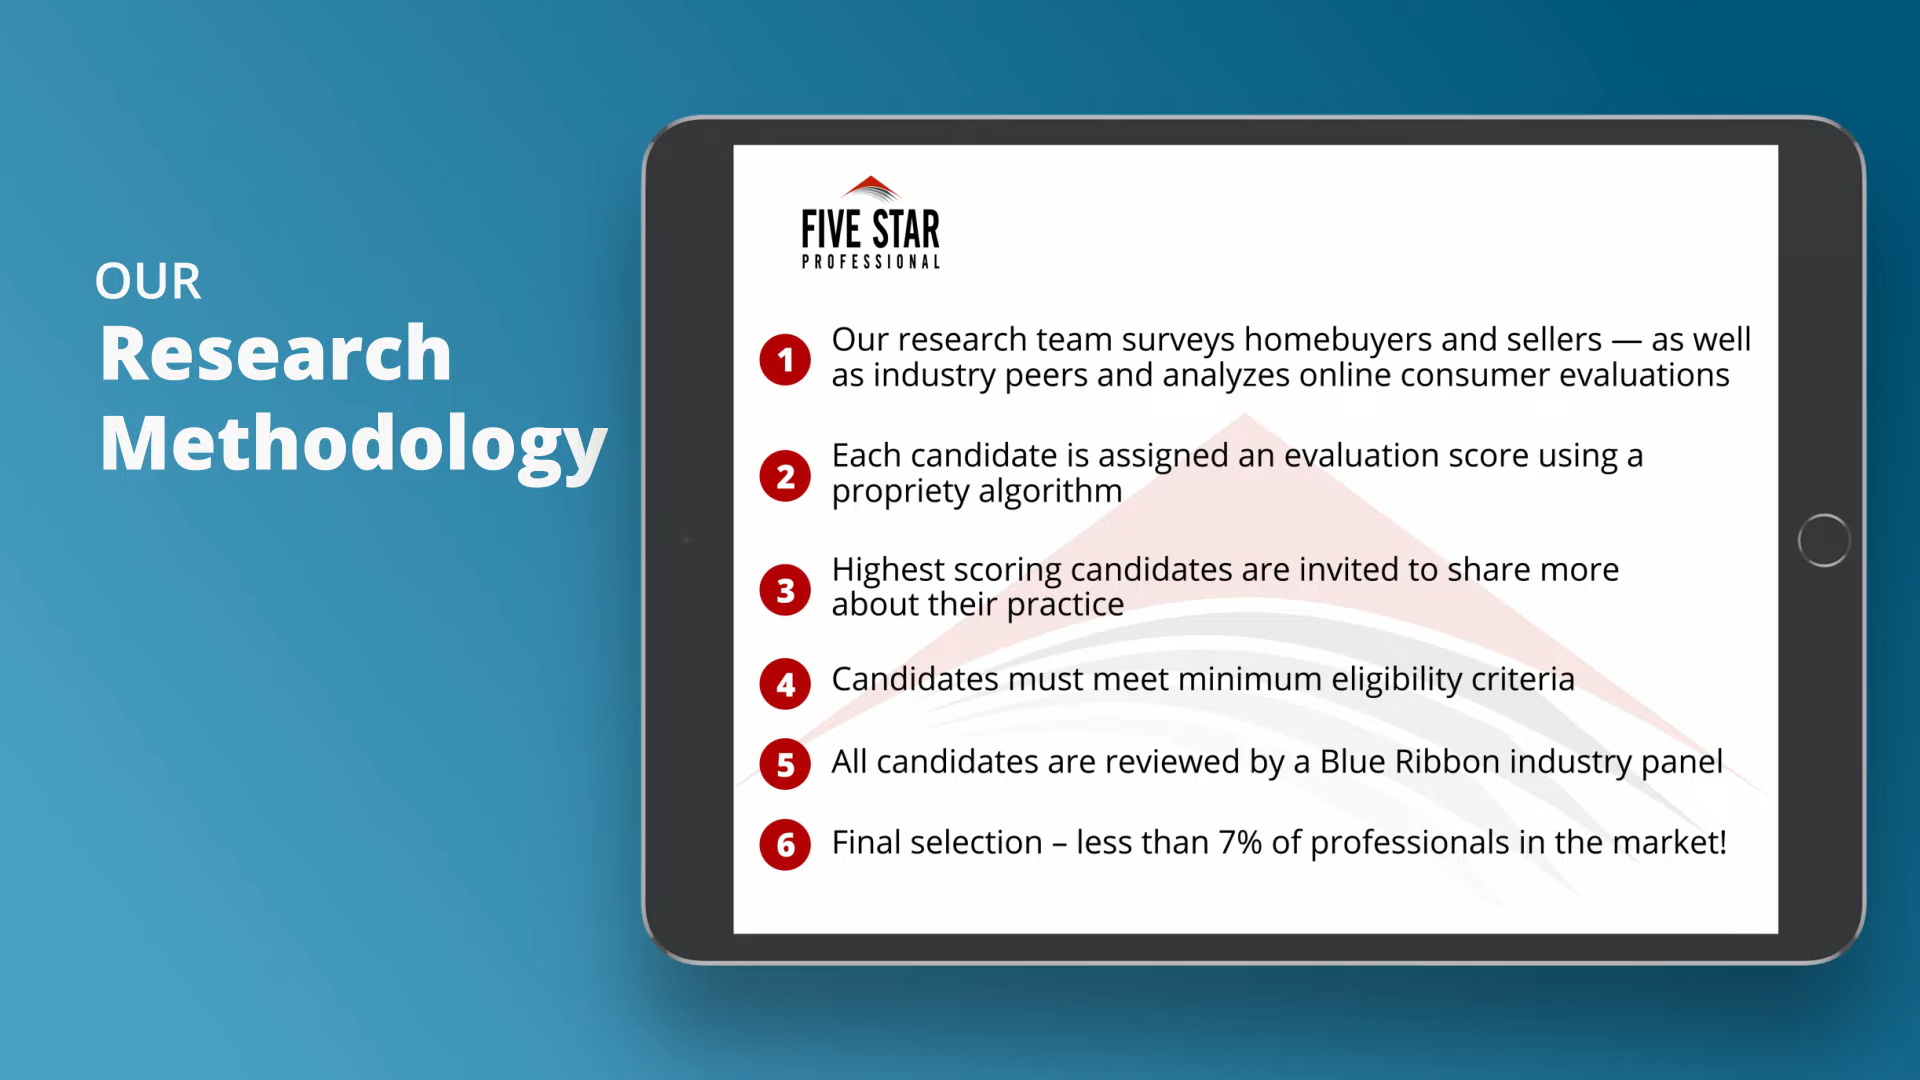 OUR
Research
Methodology
FIVE STAR
PROFESSIONAL
1 Our research team surveys homebuyers and sellers — as well
as industry peers and analyzes online consumer evaluations
2 Each candidate is assigned an evaluation score using a
propriety algorithm
3 Highest scoring candidates are invited to share more
about their practice
4 Candidates must meet minimum eligibility criteria
5 All candidates are reviewed by a Blue Ribbon industry panel
6 Final selection – less than 7% of professionals in the market!